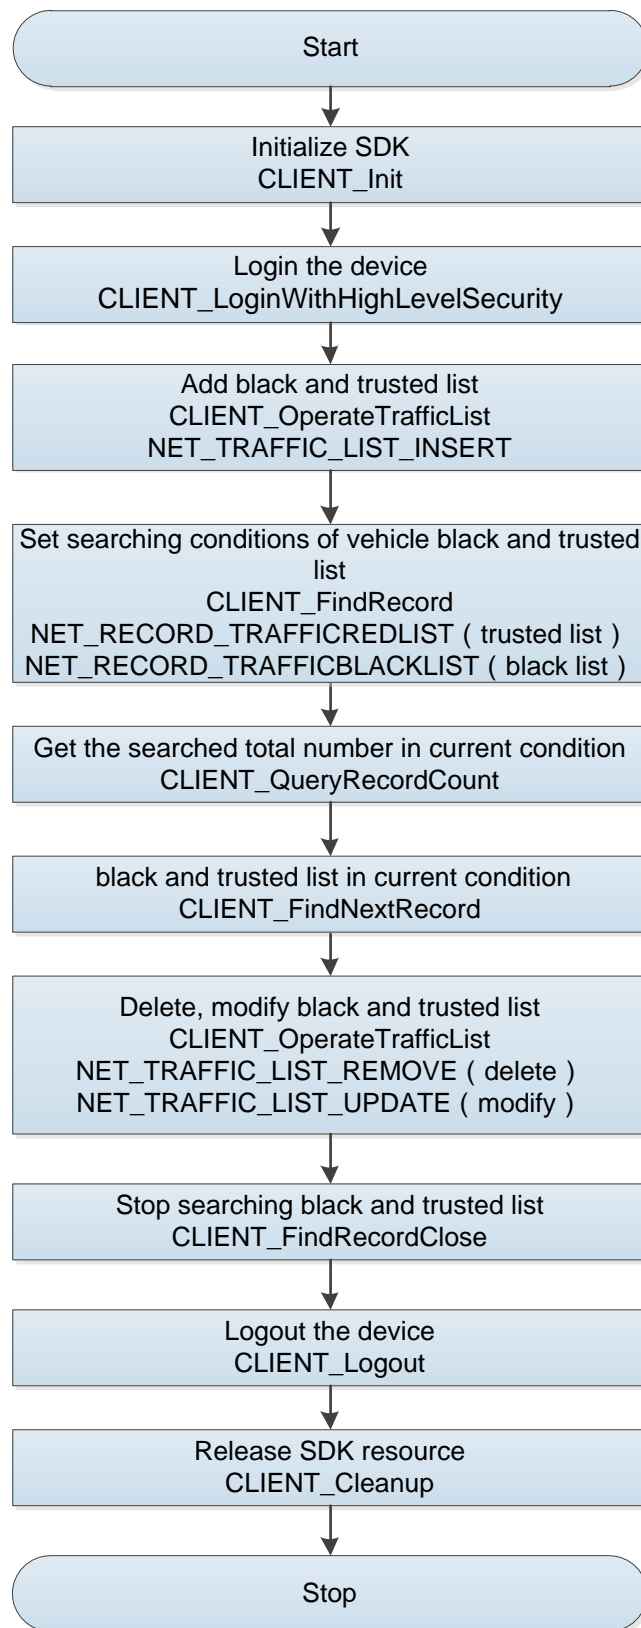 Start
Initialize SDK
CLIENT_Init
Login the device
CLIENT_LoginWithHighLevelSecurity
Add black and trusted list
CLIENT_OperateTrafficList
NET_TRAFFIC_LIST_INSERT
Set searching conditions of vehicle black and trusted
list
CLIENT_FindRecord
NET_RECORD_TRAFFICREDLIST（trusted list）
NET_RECORD_TRAFFICBLACKLIST（black list）
Get the searched total number in current condition
CLIENT_QueryRecordCount
black and trusted list in current condition
CLIENT_FindNextRecord
Delete, modify black and trusted list
CLIENT_OperateTrafficList
NET_TRAFFIC_LIST_REMOVE（delete）
NET_TRAFFIC_LIST_UPDATE（modify）
Stop searching black and trusted list
CLIENT_FindRecordClose
Logout the device
CLIENT_Logout
Release SDK resource
CLIENT_Cleanup
Stop